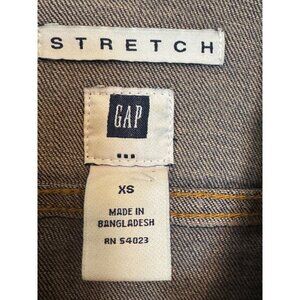 STRETCH
GAP
XS
MADE IN
BANGLADESH
RN 54023